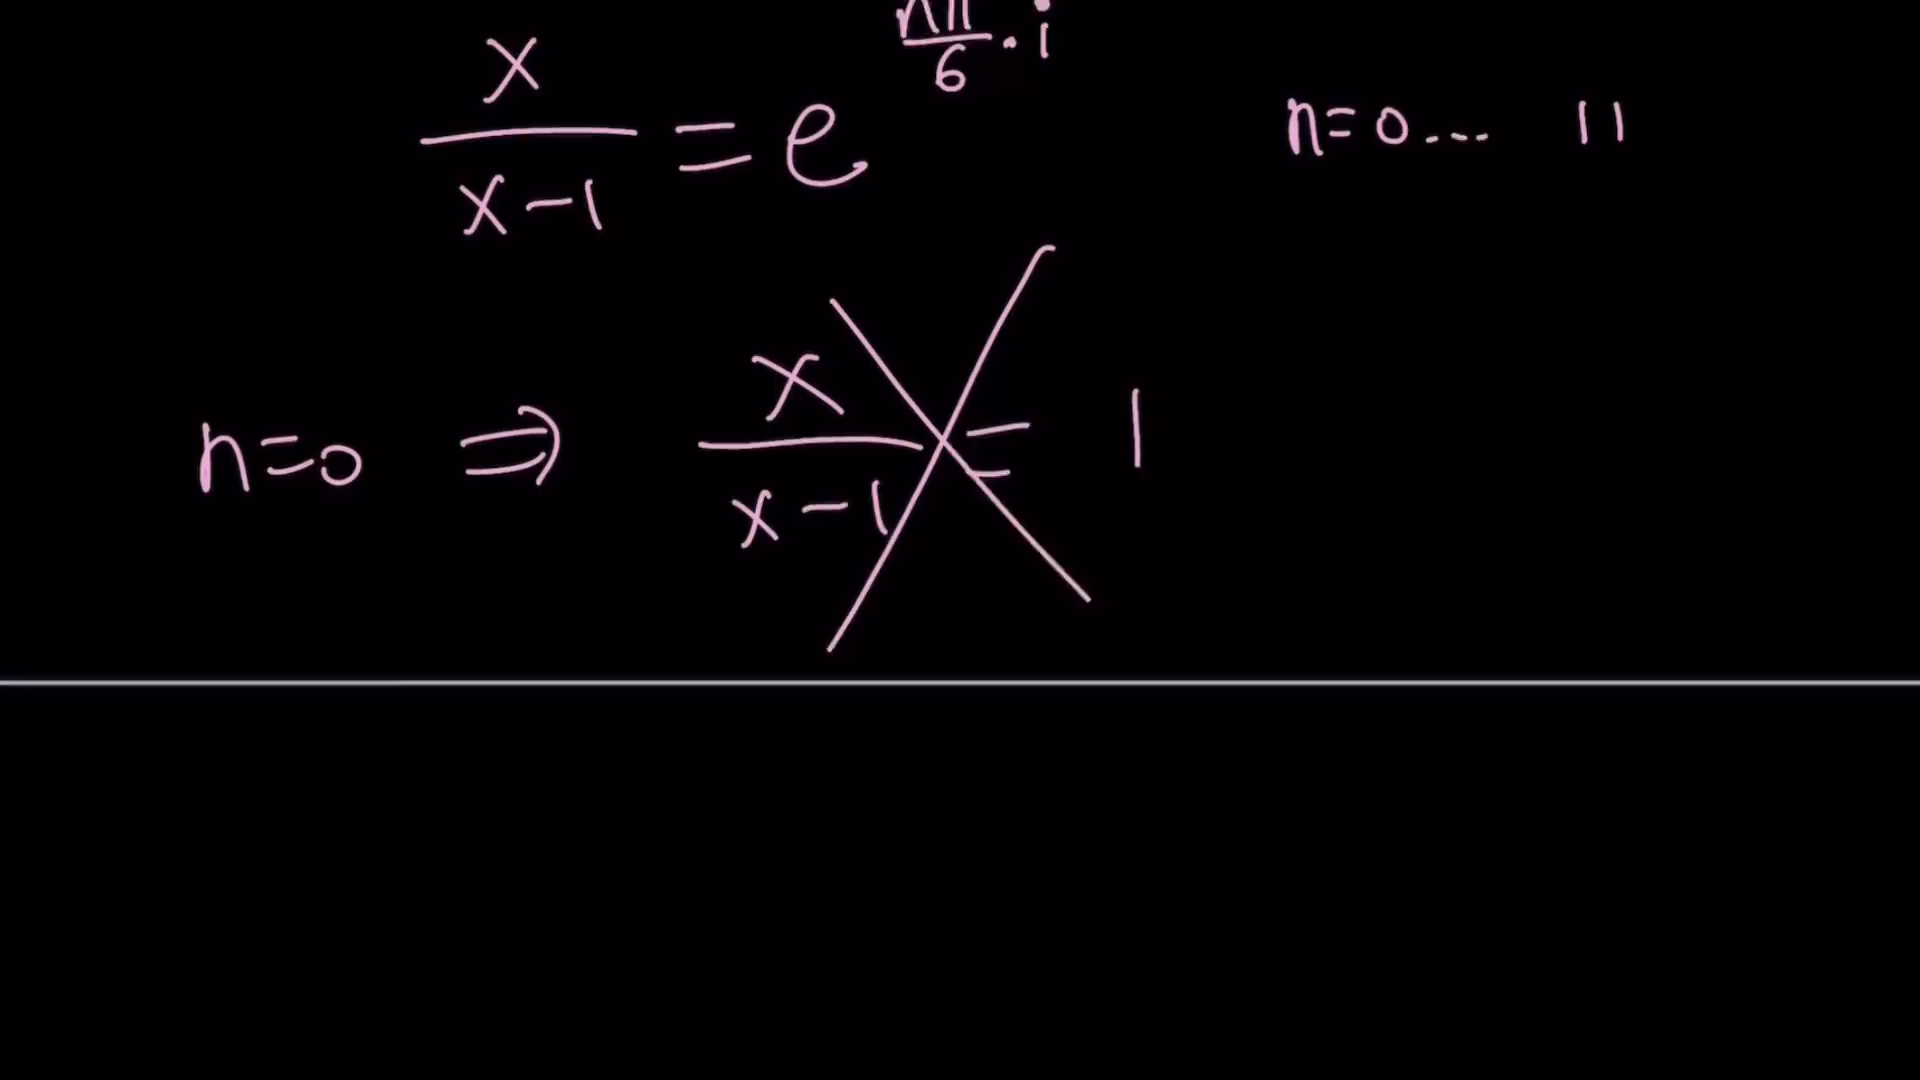 x/(x-1) = e^(nπ/6 · i)    n=0... 11
n=0 ⇒ x/(x-1) = 1